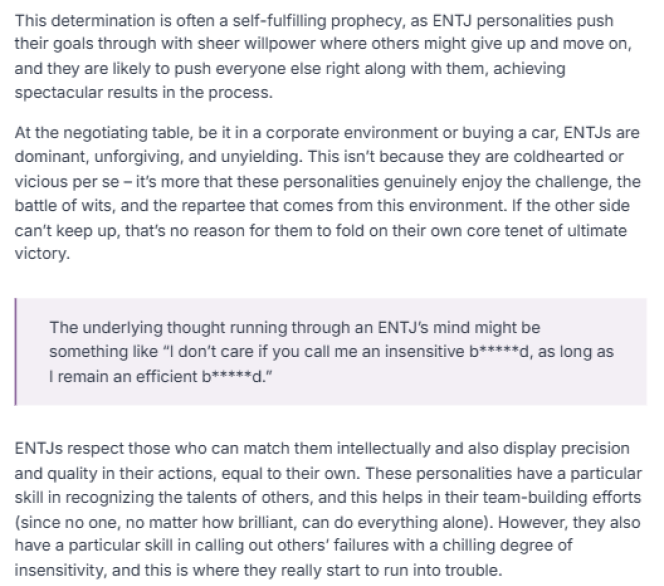 This determination is often a self-fulfilling prophecy, as ENTJ personalities push
their goals through with sheer willpower where others might give up and move on,
and they are likely to push everyone else right along with them, achieving
spectacular results in the process.
At the negotiating table, be it in a corporate environment or buying a car, ENTJs are
dominant, unforgiving, and unyielding. This isn't because they are coldhearted or
vicious per se – it's more that these personalities genuinely enjoy the challenge, the
battle of wits, and the repartee that comes from this environment. If the other side
can't keep up, that's no reason for them to fold on their own core tenet of ultimate
victory.
The underlying thought running through an ENTJ's mind might be
something like “I don't care if you call me an insensitive b*****d, as long as
I remain an efficient b*****d.”
ENTJs respect those who can match them intellectually and also display precision
and quality in their actions, equal to their own. These personalities have a particular
skill in recognizing the talents of others, and this helps in their team-building efforts
(since no one, no matter how brilliant, can do everything alone). However, they also
have a particular skill in calling out others' failures with a chilling degree of
insensitivity, and this is where they really start to run into trouble.